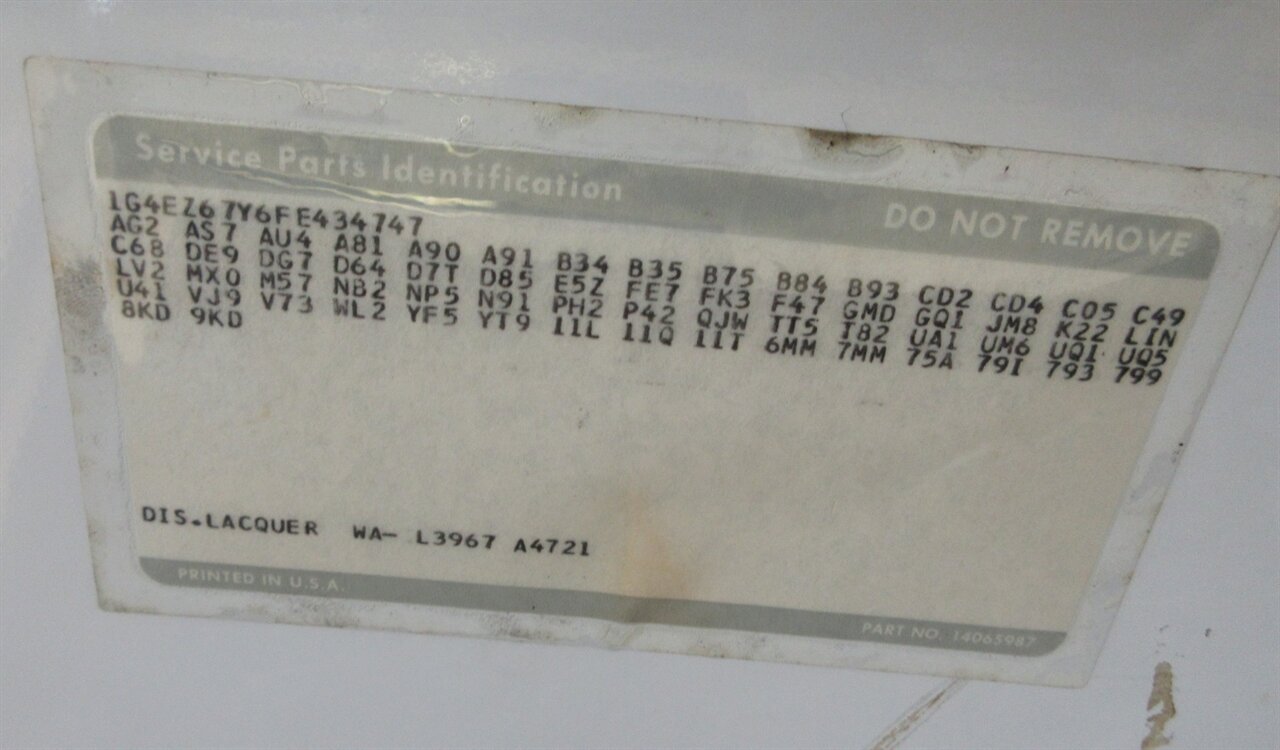 Service Parts Identification DO NOT REMOVE
1G4EZ67Y6FE434747
AG2 AS7 AU4 A81 A90 A91 B34 B35 B75 B84 B93 CD2 CD4 C05 C49
C68 DE9 DG7 D64 D7T D85 E5Z FE7 FK3 F47 GMD GQ1 JM8 K22 LIN
LV2 MX0 M57 NB2 NP5 N91 PH2 P42 QJW TT5 T82 UA1 UM6 UQ1 UQ5
U41 VJ9 V73 WL2 YF5 YT9 11L 11Q 11T 6MM 7MM 75A 79I 793 799
8KD 9KD
DIS.LACQUER WA- L3967 A4721
PRINTED IN U.S.A. PART NO. 14065987